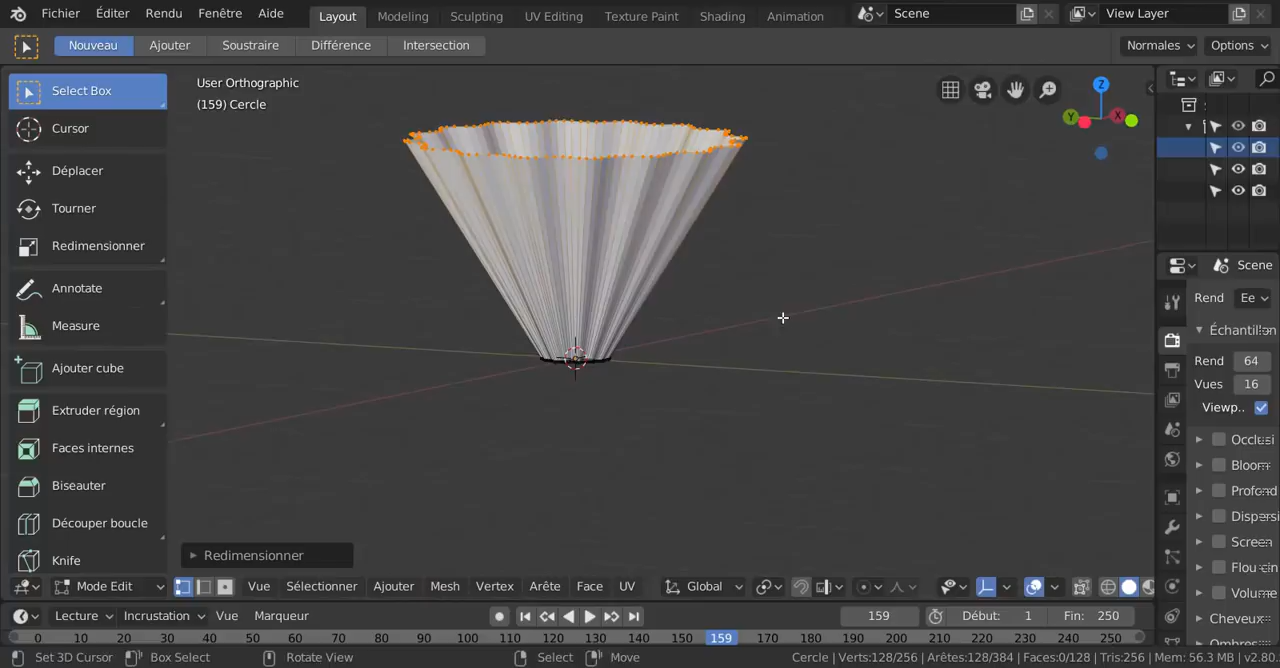 Fichier Éditer Rendu Fenêtre Aide Layout Modeling Sculpting UV Editing Texture Paint Shading Animation Scene View Layer
Nouveau Ajouter Soustraire Différence Intersection Normales Options
Select Box
Cursor
Déplacer
Tourner
Redimensionner
Annotate
Measure
Ajouter cube
Extruder région
Faces internes
Biseauter
Découper boucle
Knife
User Orthographic
(159) Cercle
Z
Y
X
Redimensionner
Scene
Rend Ee
Échantillon
Rend 64
Vues 16
Viewp..
Occlusi
Bloom
Profond
Dispersi
Screen
Flou cin
Volume
Cheveux
Ombres
Mode Edit Vue Sélectionner Ajouter Mesh Vertex Arête Face UV Global
Lecture Incrustation Vue Marqueur 159 Début: 1 Fin: 250
0 10 20 30 40 50 60 70 80 90 100 110 120 130 140 150 159 170 180 190 200 210 220 230 240 250
Set 3D Cursor Box Select Rotate View Select Move Cercle | Verts:128/256 | Arêtes:128/384 | Faces:0/128 | Tris:256 | Mem: 56.3 MB | v2.80.